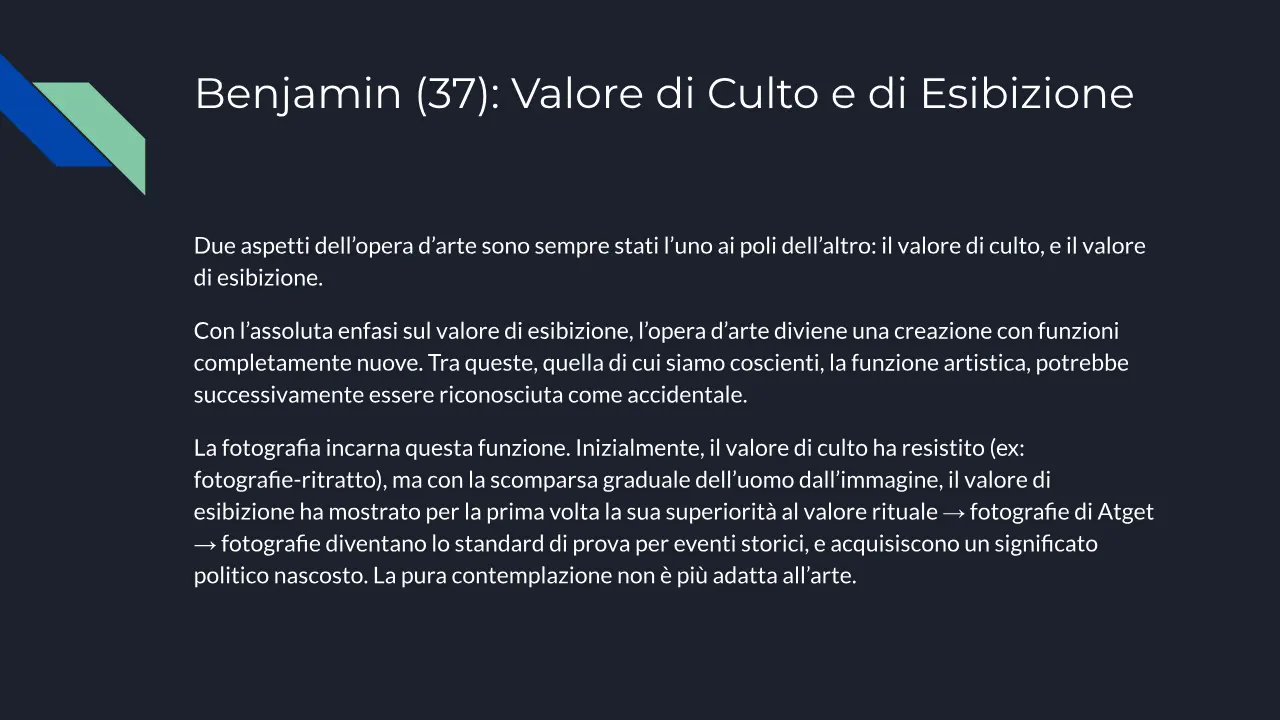 Benjamin (37): Valore di Culto e di Esibizione
Due aspetti dell’opera d’arte sono sempre stati l’uno ai poli dell’altro: il valore di culto, e il valore
di esibizione.
Con l’assoluta enfasi sul valore di esibizione, l’opera d’arte diviene una creazione con funzioni
completamente nuove. Tra queste, quella di cui siamo coscienti, la funzione artistica, potrebbe
successivamente essere riconosciuta come accidentale.
La fotografia incarna questa funzione. Inizialmente, il valore di culto ha resistito (ex:
fotografie-ritratto), ma con la scomparsa graduale dell’uomo dall’immagine, il valore di
esibizione ha mostrato per la prima volta la sua superiorità al valore rituale → fotografie di Atget
→ fotografie diventano lo standard di prova per eventi storici, e acquisiscono un significato
politico nascosto. La pura contemplazione non è più adatta all’arte.